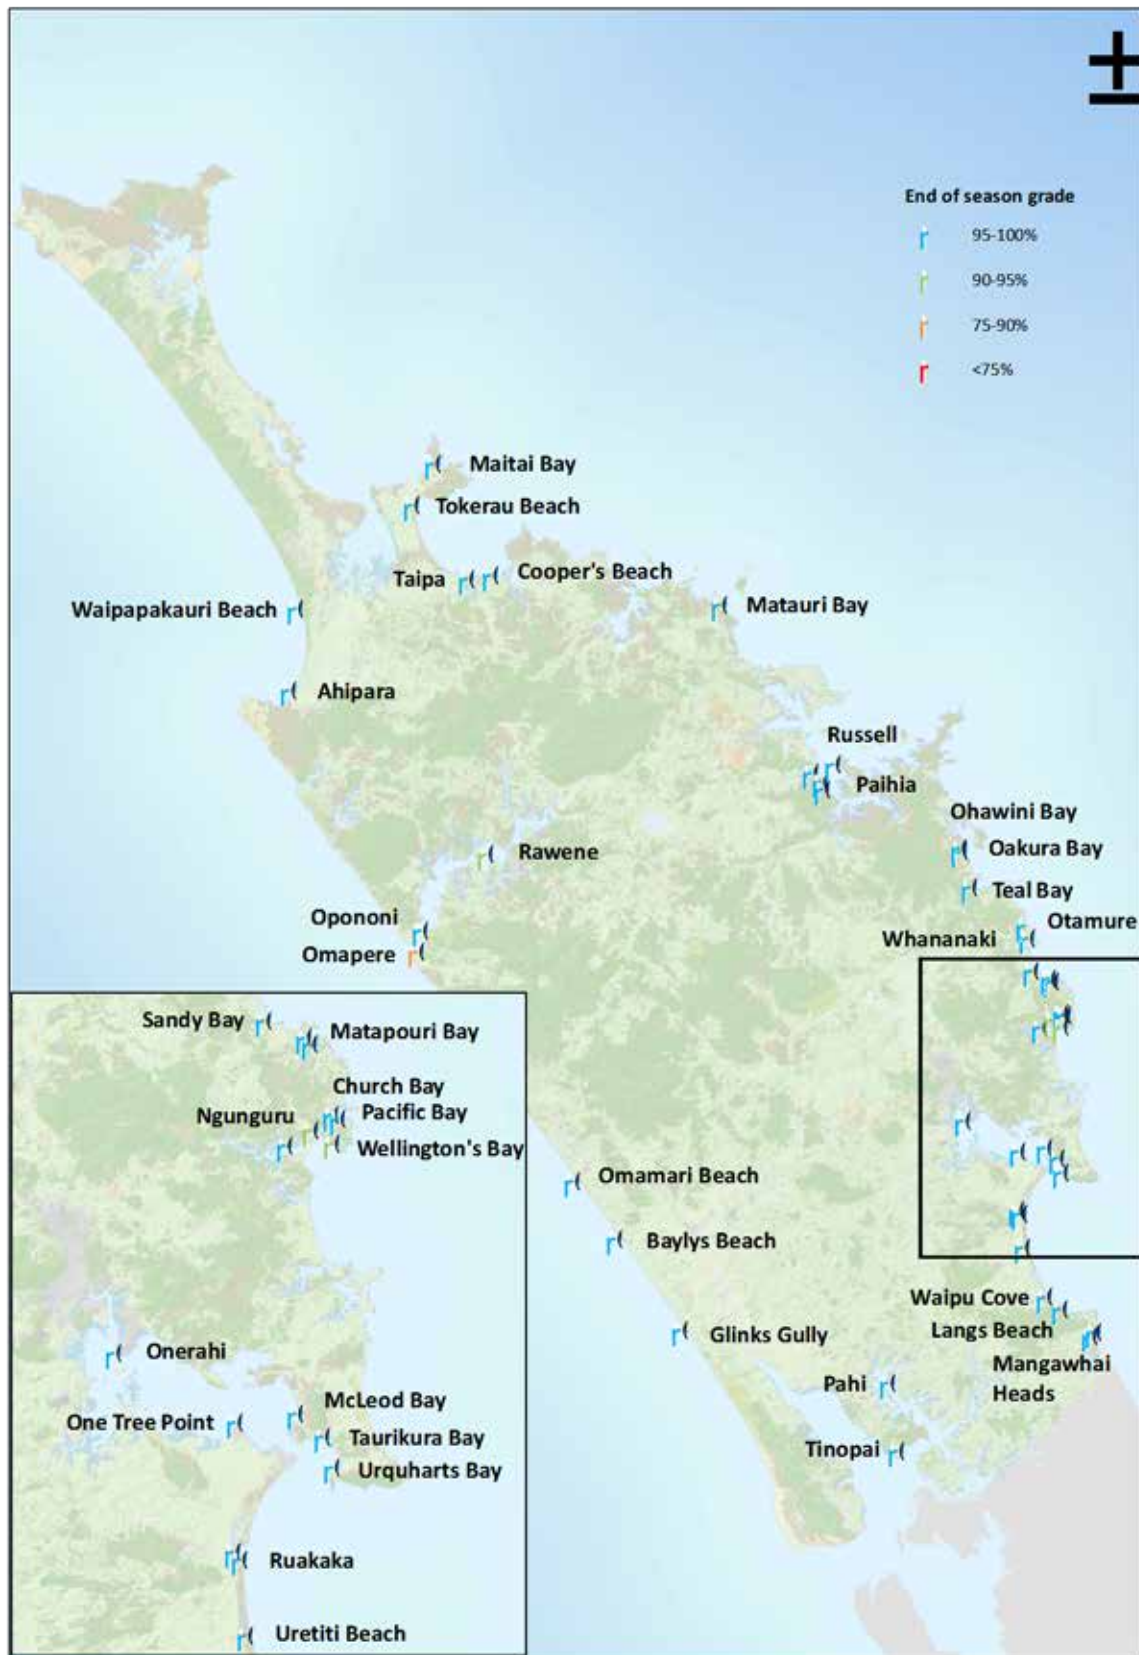 End of season grade
95-100%
90-95%
75-90%
<75%
Maitai Bay
Tokerau Beach
Taipa
Cooper's Beach
Waipapakauri Beach
Matauri Bay
Ahipara
Russell
Paihia
Ohawini Bay
Rawene
Oakura Bay
Teal Bay
Opononi
Otamure
Whananaki
Omapere
Sandy Bay
Matapouri Bay
Church Bay
Ngunguru
Pacific Bay
Wellington's Bay
Onerahi
McLeod Bay
One Tree Point
Taurikura Bay
Urquharts Bay
Ruakaka
Uretiti Beach
Omamari Beach
Baylys Beach
Waipu Cove
Glinks Gully
Langs Beach
Mangawhai
Heads
Pahi
Tinopai